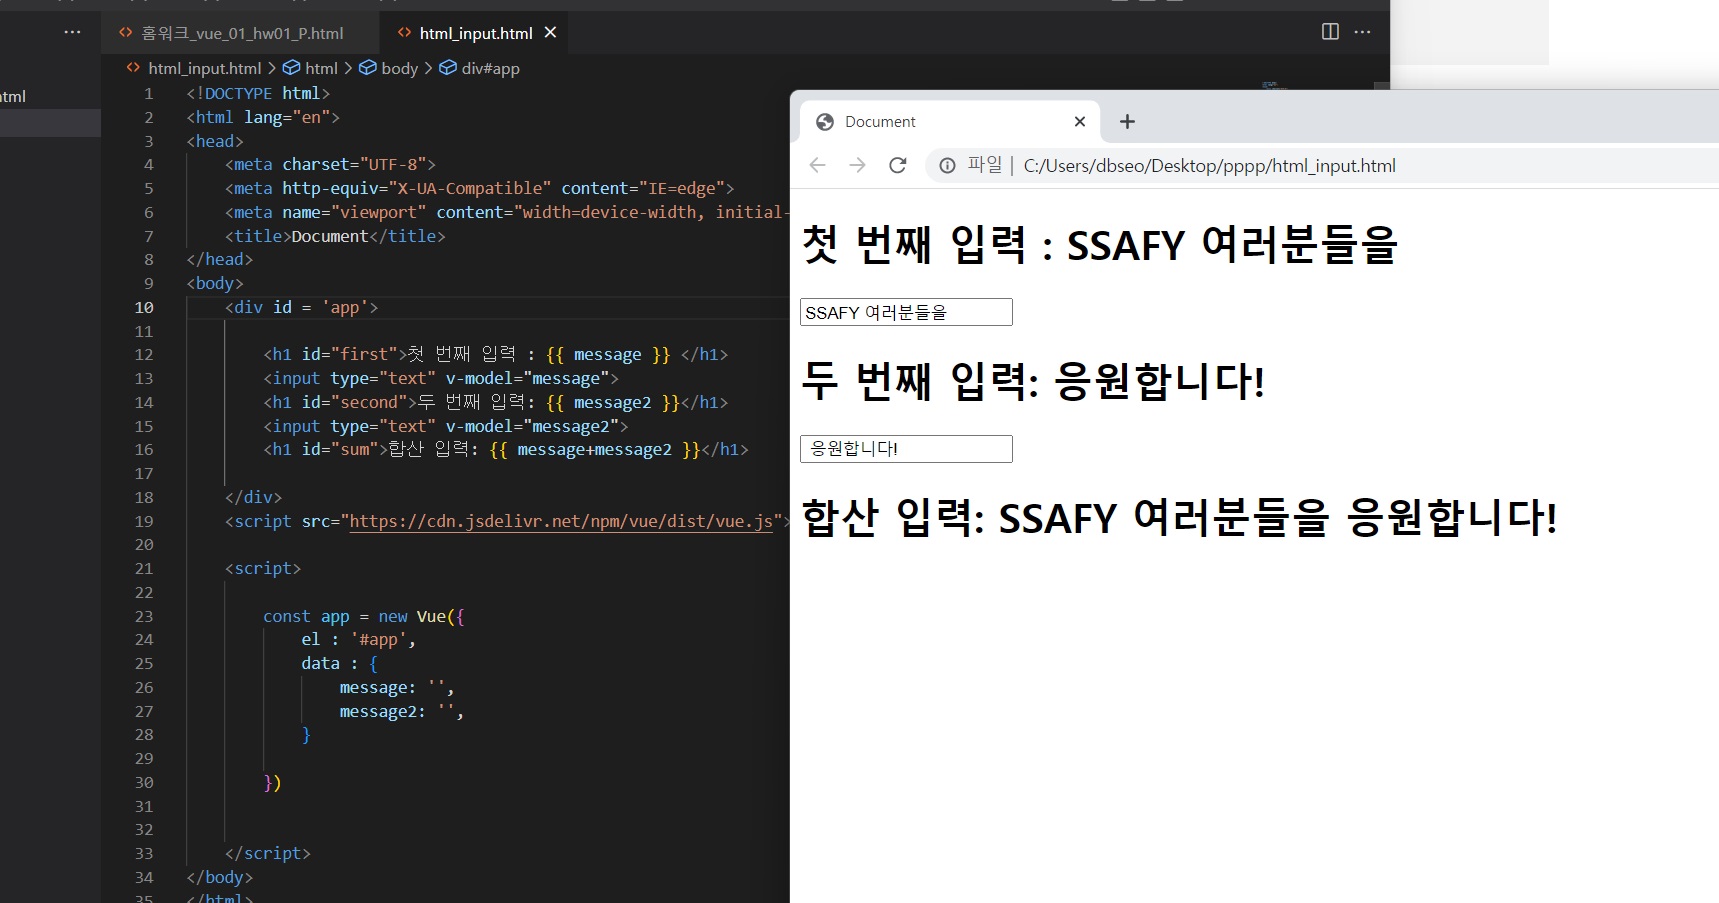 홈워크_vue_01_hw01_P.html
html_input.html
html_input.html > html > body > div#app
tml
1 <!DOCTYPE html>
2 <html lang="en">
3 <head>
4 <meta charset="UTF-8">
5 <meta http-equiv="X-UA-Compatible" content="IE=edge">
6 <meta name="viewport" content="width=device-width, initial-
7 <title>Document</title>
8 </head>
9 <body>
10 <div id = 'app'>
11
12 <h1 id="first">첫 번째 입력 : {{ message }} </h1>
13 <input type="text" v-model="message">
14 <h1 id="second">두 번째 입력: {{ message2 }}</h1>
15 <input type="text" v-model="message2">
16 <h1 id="sum">합산 입력: {{ message+message2 }}</h1>
17
18 </div>
19 <script src="https://cdn.jsdelivr.net/npm/vue/dist/vue.js">
20
21 <script>
22
23 const app = new Vue({
24 el : '#app',
25 data : {
26 message: '',
27 message2: '',
28 }
29
30 })
31
32
33 </script>
34 </body>
35 </html>
Document
파일 | C:/Users/dbseo/Desktop/pppp/html_input.html
첫 번째 입력 : SSAFY 여러분들을
SSAFY 여러분들을
두 번째 입력: 응원합니다!
응원합니다!
합산 입력: SSAFY 여러분들을 응원합니다!